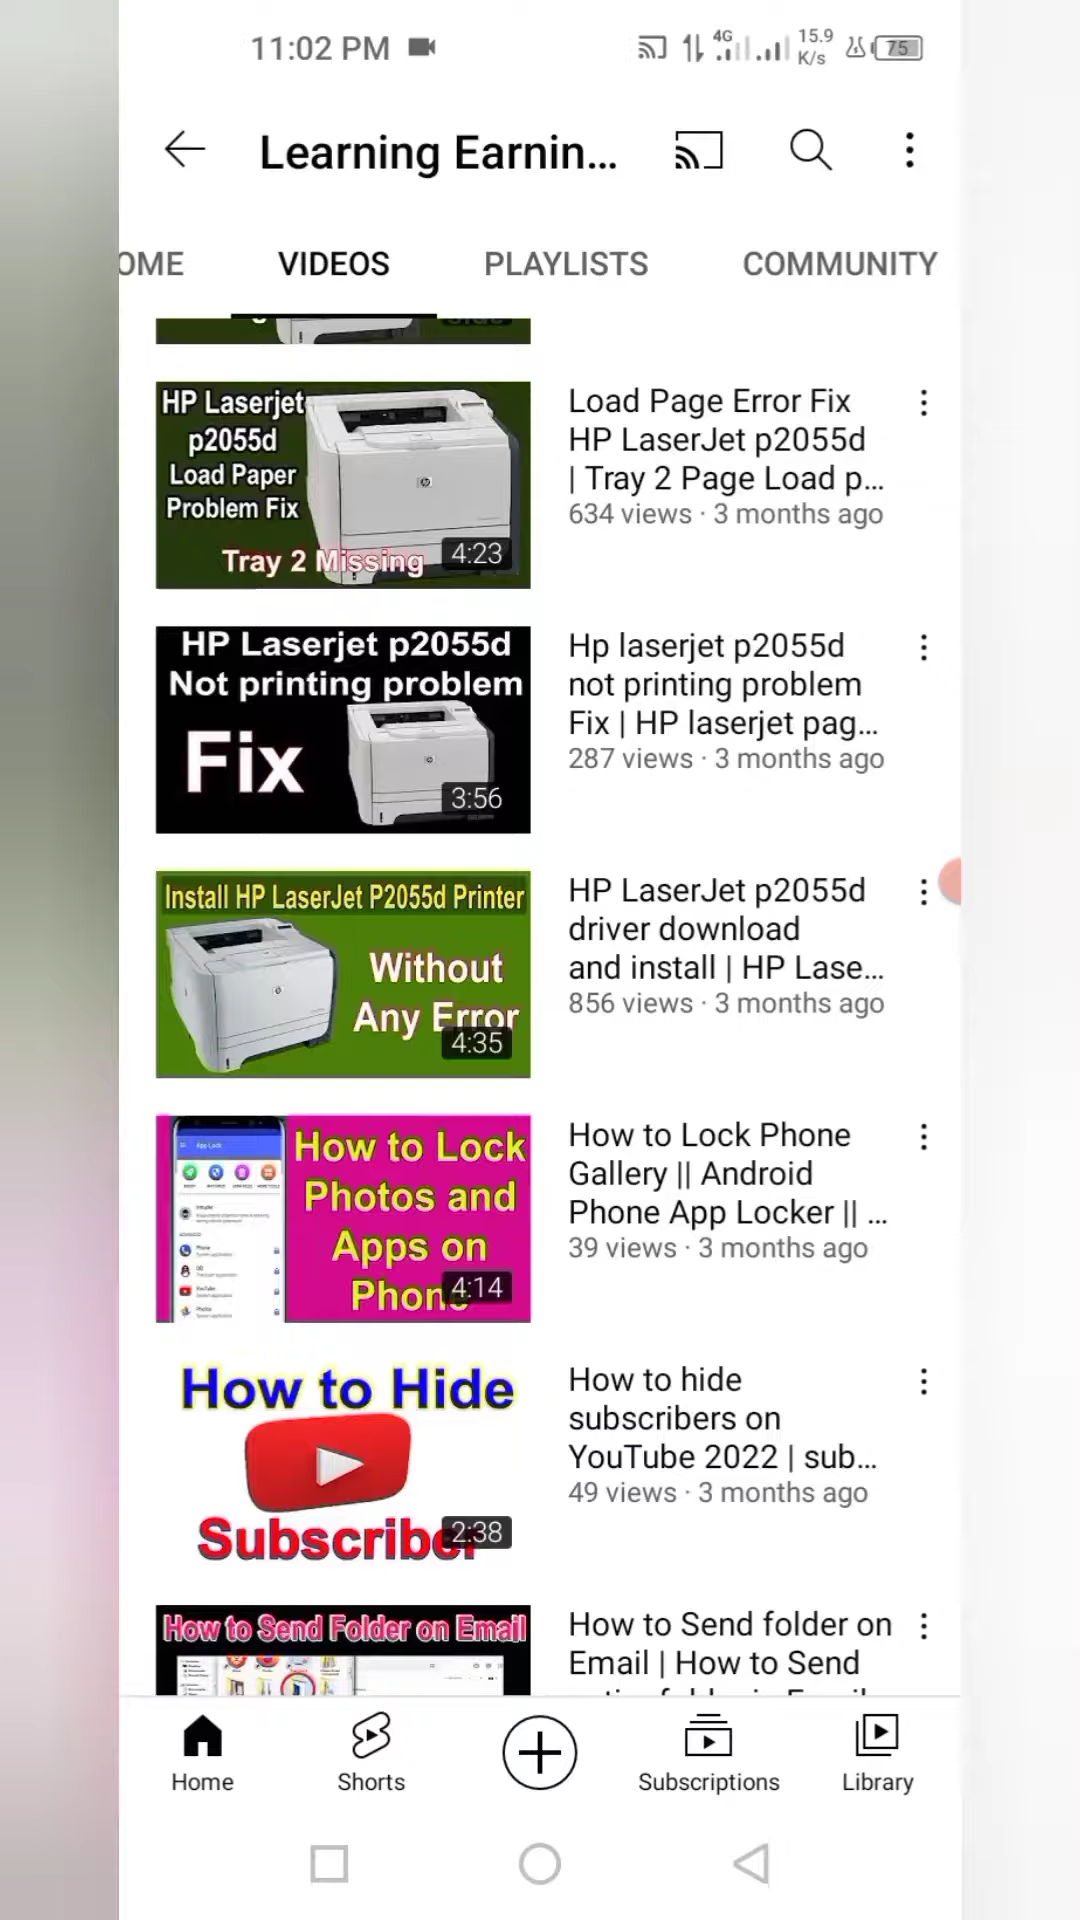 11:02 PM
4G
15.9
K/s
75
Learning Earnin...
OME
VIDEOS
PLAYLISTS
COMMUNITY
HP Laserjet
p2055d
Load Paper
Problem Fix
Tray 2 Missing
4:23
Load Page Error Fix
HP LaserJet p2055d
| Tray 2 Page Load p...
634 views · 3 months ago
HP Laserjet p2055d
Not printing problem
Fix
3:56
Hp laserjet p2055d
not printing problem
Fix | HP laserjet pag...
287 views · 3 months ago
Install HP LaserJet P2055d Printer
Without
Any Error
4:35
HP LaserJet p2055d
driver download
and install | HP Lase...
856 views · 3 months ago
App Lock
How to Lock
Photos and
Apps on
Phone
4:14
How to Lock Phone
Gallery || Android
Phone App Locker || ...
39 views · 3 months ago
How to Hide
Subscriber
2:38
How to hide
subscribers on
YouTube 2022 | sub...
49 views · 3 months ago
How to Send Folder on Email
How to Send folder on
Email | How to Send
Home
Shorts
Subscriptions
Library